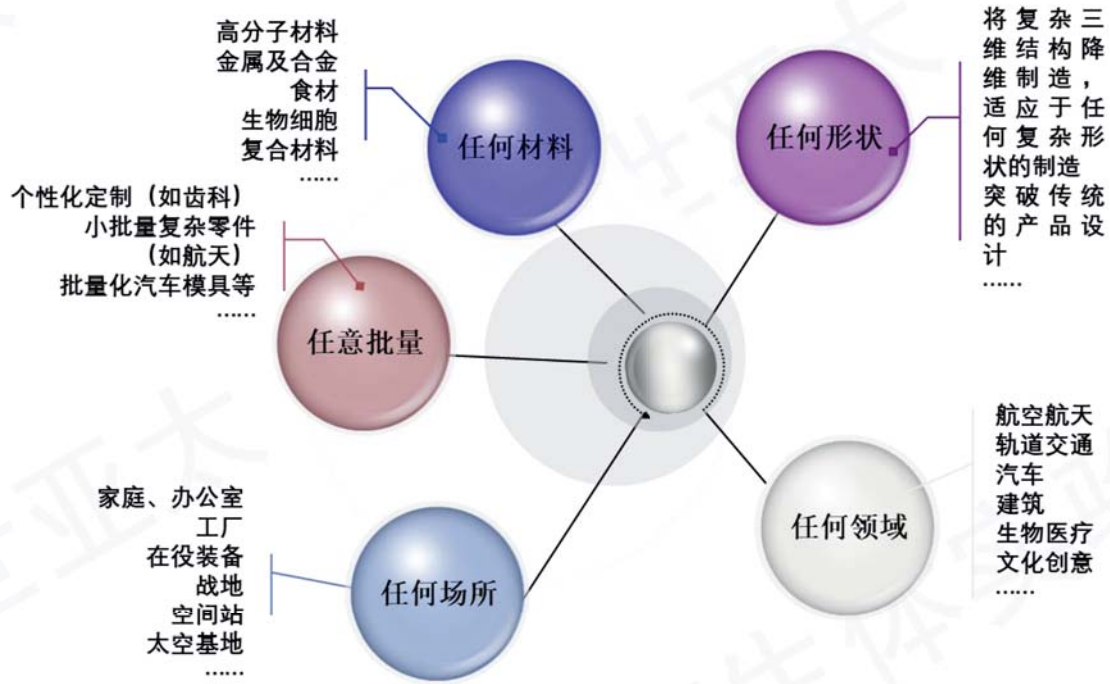 高分子材料
金属及合金
食材
生物细胞
复合材料
……
任何材料
将复杂三
维结构降
维制造，
适应于任
何复杂形
状的制造
突破传统
的产品设
计
……
任何形状
个性化定制（如齿科）
小批量复杂零件
（如航天）
批量化汽车模具等
……
任意批量
家庭、办公室
工厂
在役装备
战地
空间站
太空基地
……
任何场所
航空航天
轨道交通
汽车
建筑
生物医疗
文化创意
……
任何领域